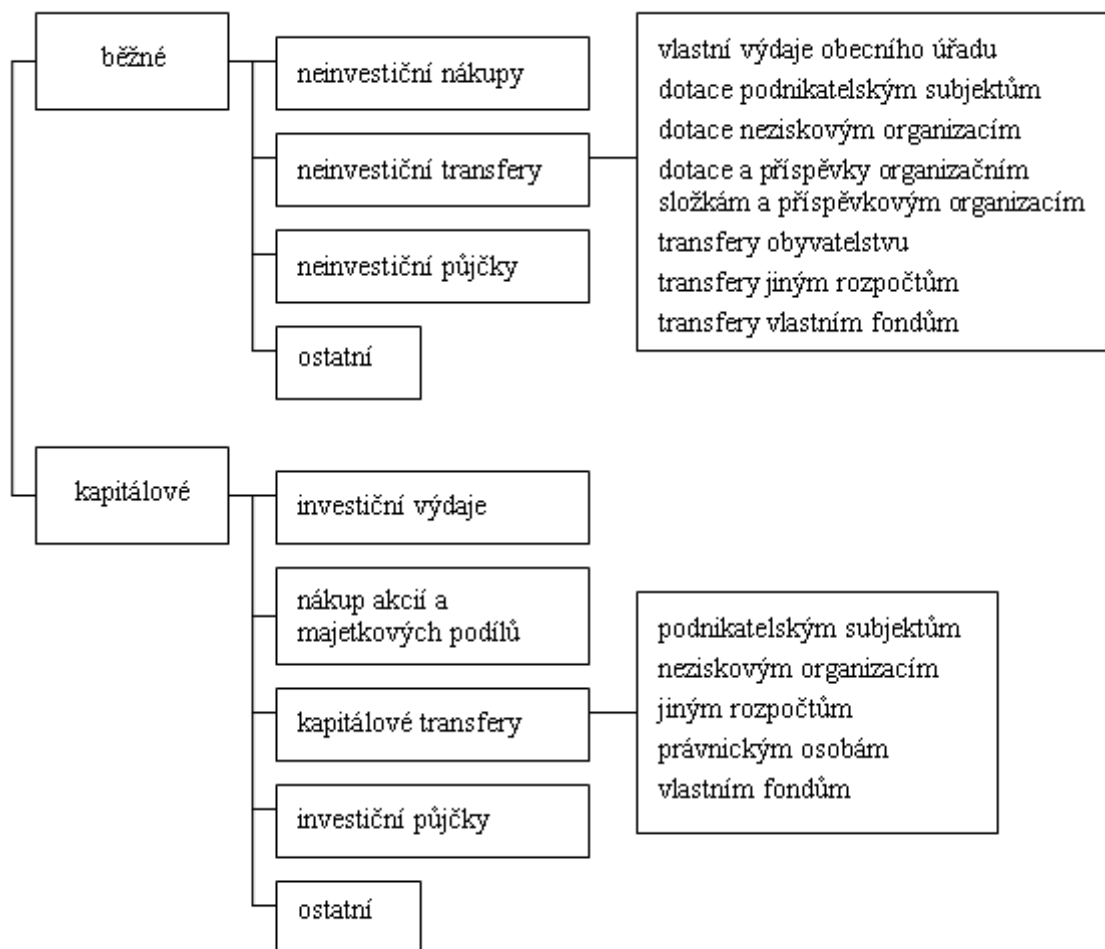 běžné
neinvestiční nákupy
neinvestiční transfery
neinvestiční půjčky
ostatní
vlastní výdaje obecního úřadu
dotace podnikatelským subjektům
dotace neziskovým organizacím
dotace a příspěvky organizačním
složkám a příspěvkovým organizacím
transfery obyvatelstvu
transfery jiným rozpočtům
transfery vlastním fondům
kapitálové
investiční výdaje
nákup akcií a
majetkových podílů
kapitálové transfery
investiční půjčky
ostatní
podnikatelským subjektům
neziskovým organizacím
jiným rozpočtům
právnickým osobám
vlastním fondům